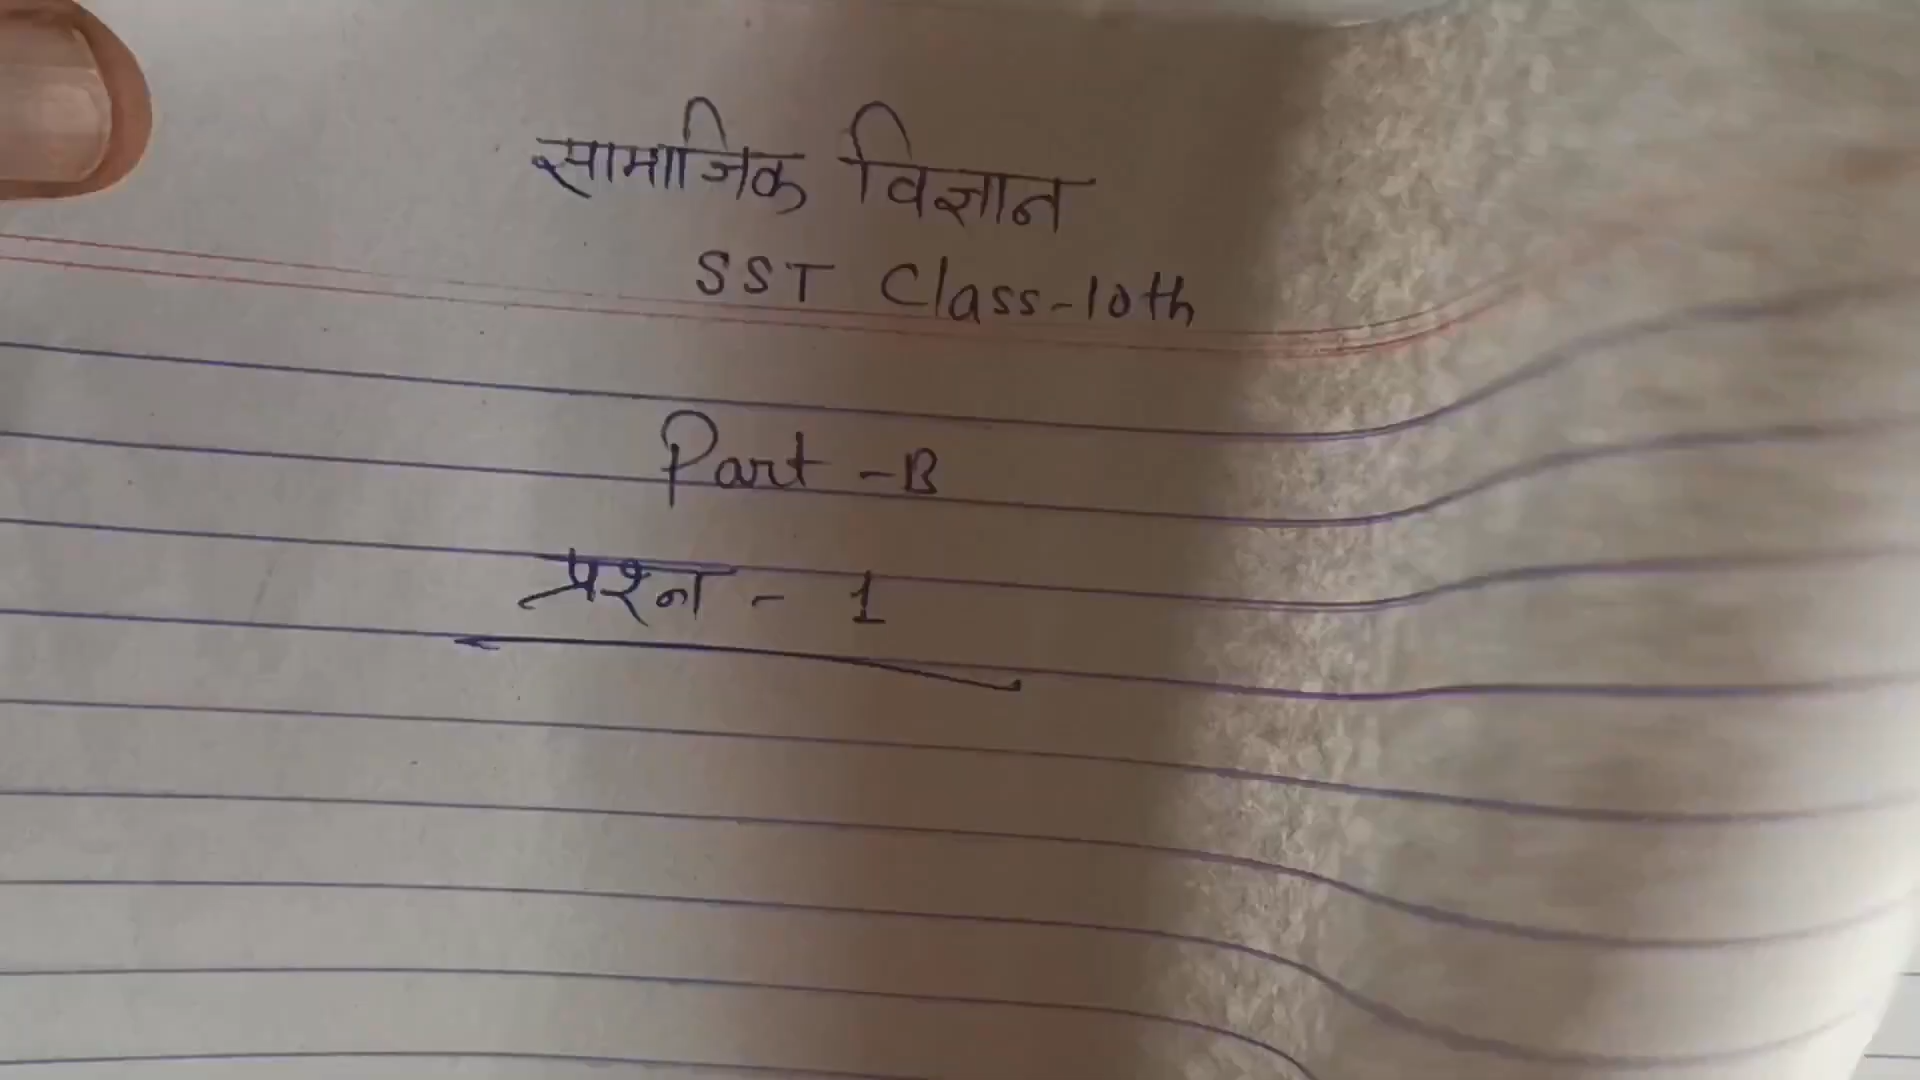 सामाजिक विज्ञान
SST Class-10th
Part -B
प्रश्न - 1